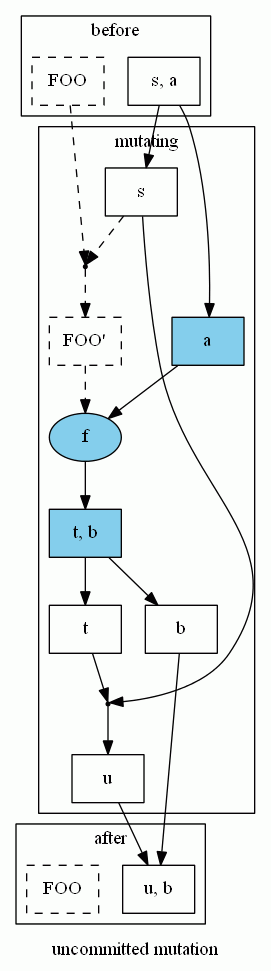 before
FOO
s, a
mutating
s
FOO'
a
f
t, b
t
b
u
after
FOO
u, b
uncommitted mutation